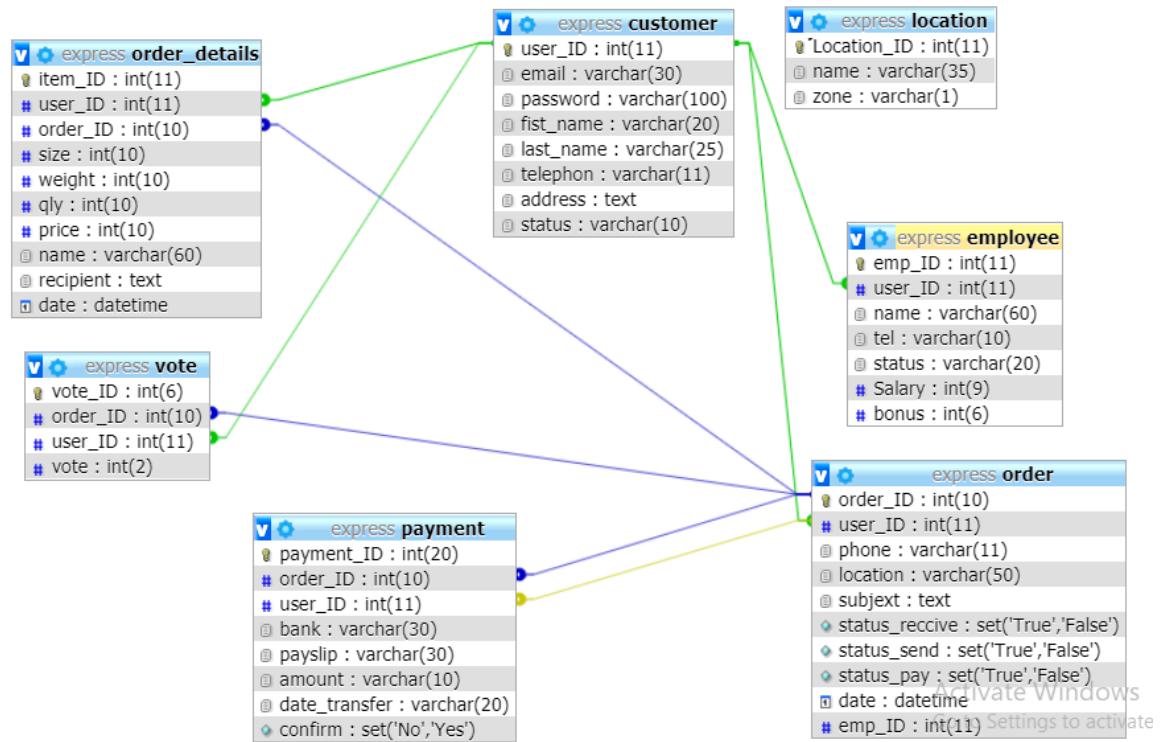 express order_details
item_ID : int(11)
user_ID : int(11)
order_ID : int(10)
size : int(10)
weight : int(10)
qly : int(10)
price : int(10)
name : varchar(60)
recipient : text
date : datetime
express customer
user_ID : int(11)
email : varchar(30)
password : varchar(100)
fist_name : varchar(20)
last_name : varchar(25)
telephon : varchar(11)
address : text
status : varchar(10)
express location
Location_ID : int(11)
name : varchar(35)
zone : varchar(1)
express employee
emp_ID : int(11)
user_ID : int(11)
name : varchar(60)
tel : varchar(10)
status : varchar(20)
Salary : int(9)
bonus : int(6)
express vote
vote_ID : int(6)
order_ID : int(10)
user_ID : int(11)
vote : int(2)
express payment
payment_ID : int(20)
order_ID : int(10)
user_ID : int(11)
bank : varchar(30)
payslip : varchar(30)
amount : varchar(10)
date_transfer : varchar(20)
confirm : set('No','Yes')
express order
order_ID : int(10)
user_ID : int(11)
phone : varchar(11)
location : varchar(50)
subjext : text
status_reccive : set('True','False')
status_send : set('True','False')
status_pay : set('True','False')
date : datetime
emp_ID : int(11)
Activate Windows
Go to Settings to activate